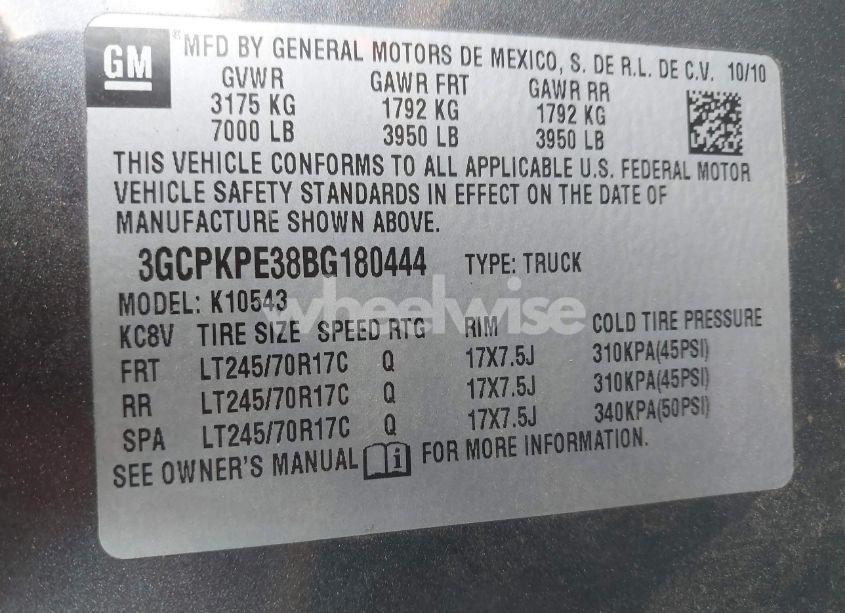 GM
® MFD BY GENERAL MOTORS DE MEXICO, S. DE R.L. DE C.V. 10/10
GVWR GAWR FRT GAWR RR
3175 KG 1792 KG 1792 KG
7000 LB 3950 LB 3950 LB
THIS VEHICLE CONFORMS TO ALL APPLICABLE U.S. FEDERAL MOTOR
VEHICLE SAFETY STANDARDS IN EFFECT ON THE DATE OF
MANUFACTURE SHOWN ABOVE.
3GCPKPE38BG180444 TYPE: TRUCK
MODEL: K10543
wheelwise
KC8V TIRE SIZE SPEED RTG RIM COLD TIRE PRESSURE
FRT LT245/70R17C Q 17X7.5J 310KPA(45PSI)
RR LT245/70R17C Q 17X7.5J 310KPA(45PSI)
SPA LT245/70R17C Q 17X7.5J 340KPA(50PSI)
SEE OWNER'S MANUAL i FOR MORE INFORMATION.